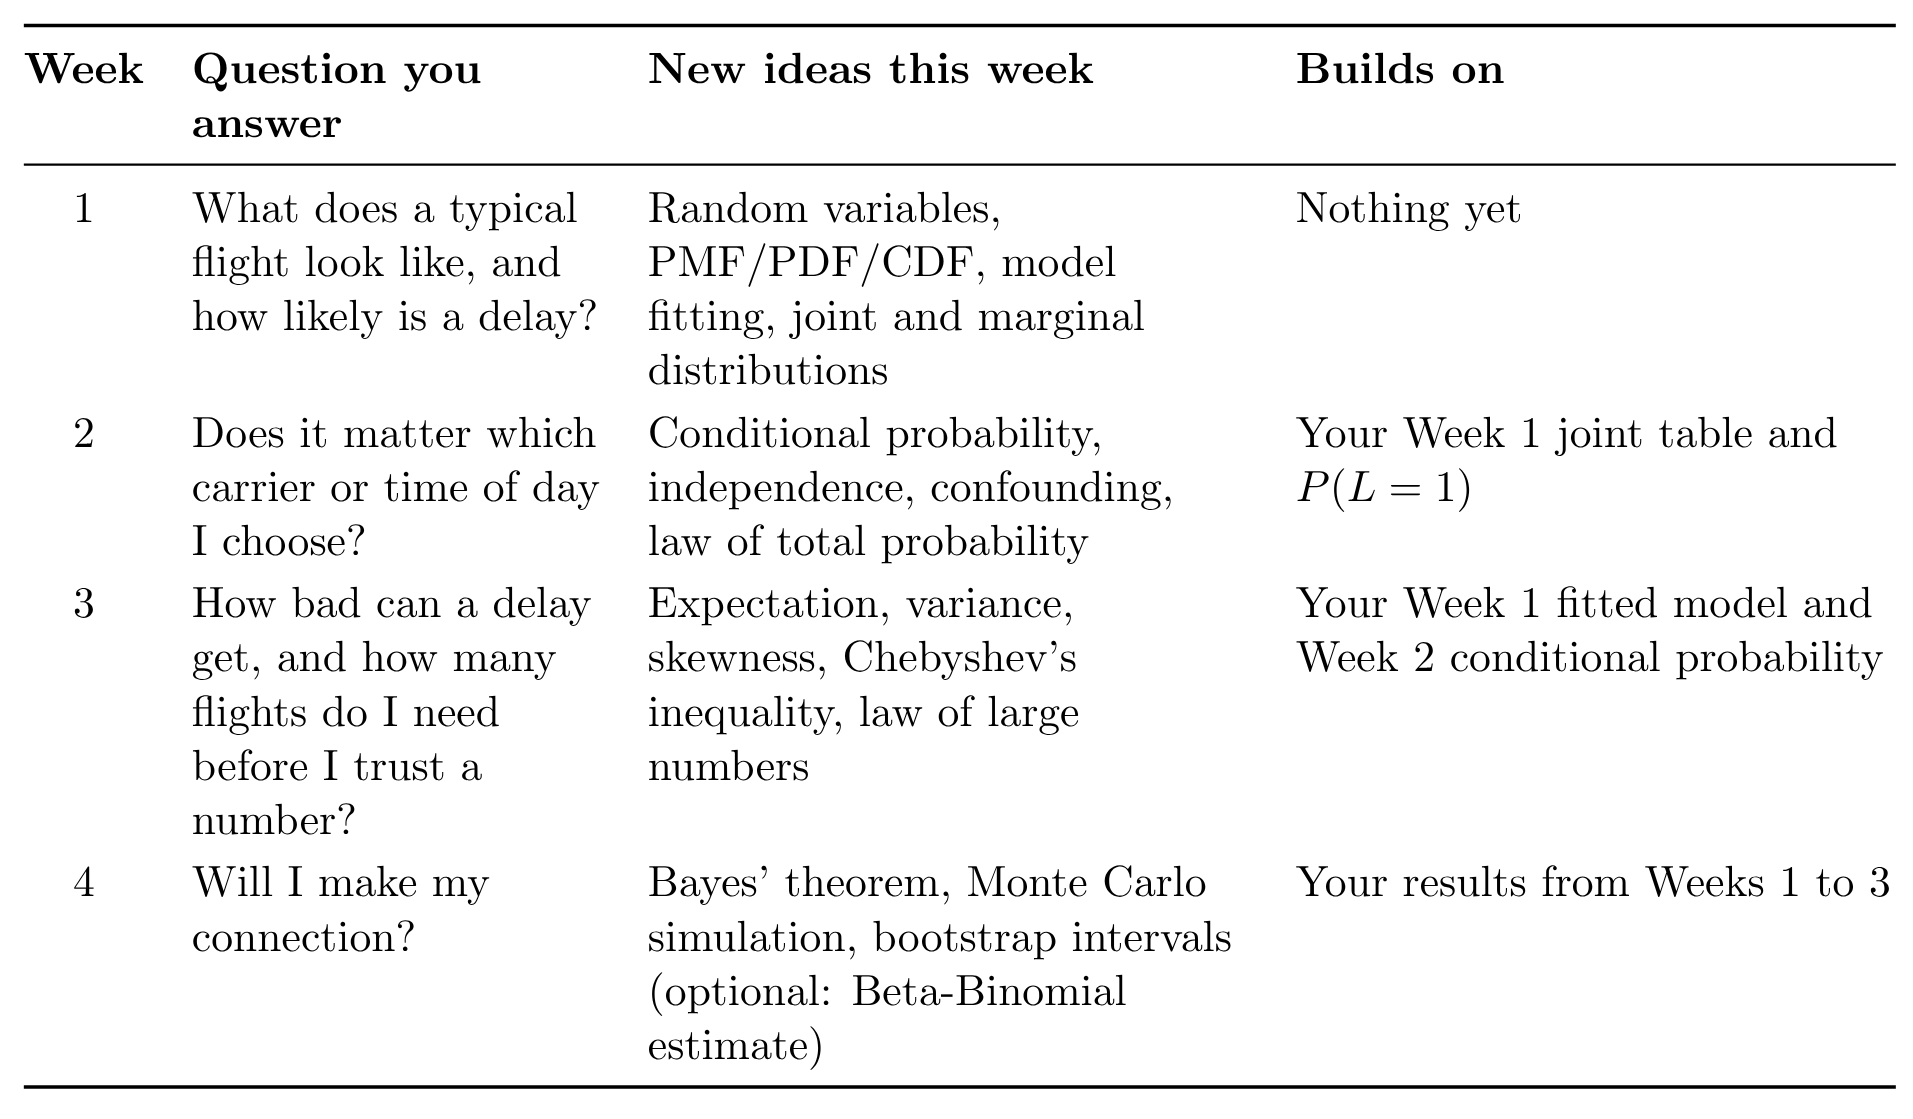 Week Question you answer New ideas this week Builds on
1 What does a typical flight look like, and how likely is a delay? Random variables, PMF/PDF/CDF, model fitting, joint and marginal distributions Nothing yet
2 Does it matter which carrier or time of day I choose? Conditional probability, independence, confounding, law of total probability Your Week 1 joint table and P(L = 1)
3 How bad can a delay get, and how many flights do I need before I trust a number? Expectation, variance, skewness, Chebyshev’s inequality, law of large numbers Your Week 1 fitted model and Week 2 conditional probability
4 Will I make my connection? Bayes’ theorem, Monte Carlo simulation, bootstrap intervals (optional: Beta-Binomial estimate) Your results from Weeks 1 to 3